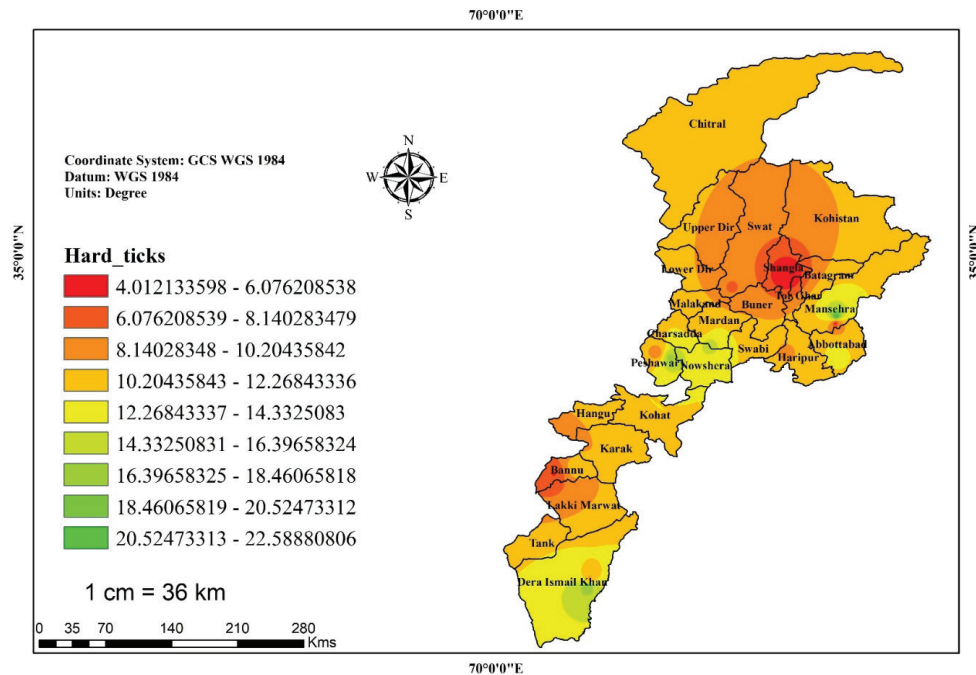 70°0'0"E
Chitral
Coordinate System: GCS WGS 1984
Datum: WGS 1984
Units: Degree
N
W
E
S
35°0'0"N
35°0'0"N
Upper Dir
Swat
Kohistan
Lower Dir
Shangla
Batagram
Malakand
Buner
Tor Ghar
Mansehra
Mardan
Charsadda
Swabi
Abbottabad
Haripur
Peshawar
Nowshera
Hangu
Kohat
Karak
Bannu
Lakki Marwat
Tank
Dera Ismail Khan
Hard_ticks
4.012133598 - 6.076208538
6.076208539 - 8.140283479
8.14028348 - 10.20435842
10.20435843 - 12.26843336
12.26843337 - 14.3325083
14.33250831 - 16.39658324
16.39658325 - 18.46065818
18.46065819 - 20.52473312
20.52473313 - 22.58880806
1 cm = 36 km
0 35 70 140 210 280
Kms
70°0'0"E